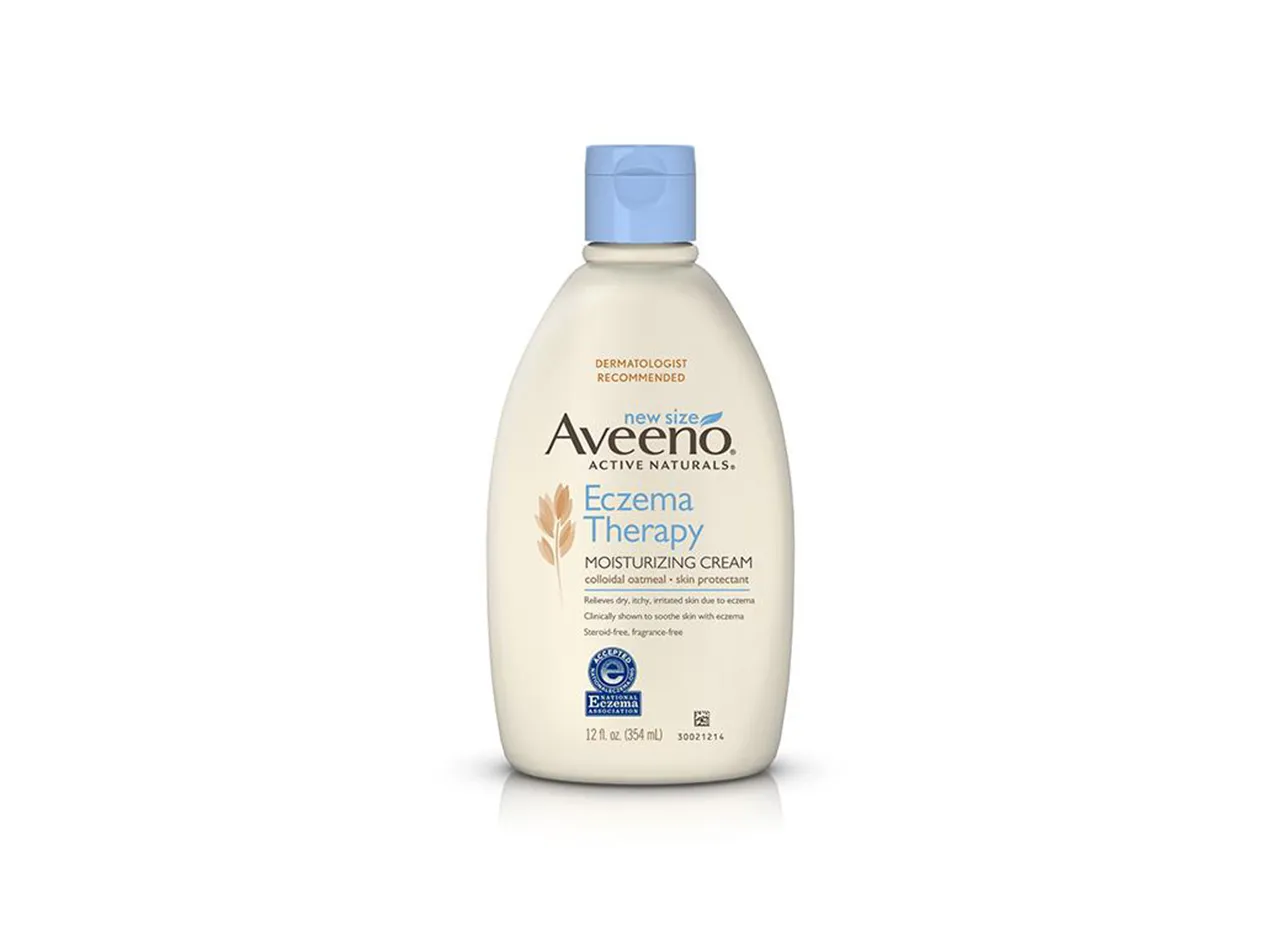 DERMATOLOGIST
RECOMMENDED
new size
Aveeno®
ACTIVE NATURALS®
Eczema
Therapy
MOISTURIZING CREAM
colloidal oatmeal • skin protectant
Relieves dry, itchy, irritated skin due to eczema
Clinically shown to soothe skin with eczema
Steroid-free, fragrance-free
ACCEPTED
e
NATIONAL
Eczema
ASSOCIATION
12 fl. oz. (354 mL)
30021214